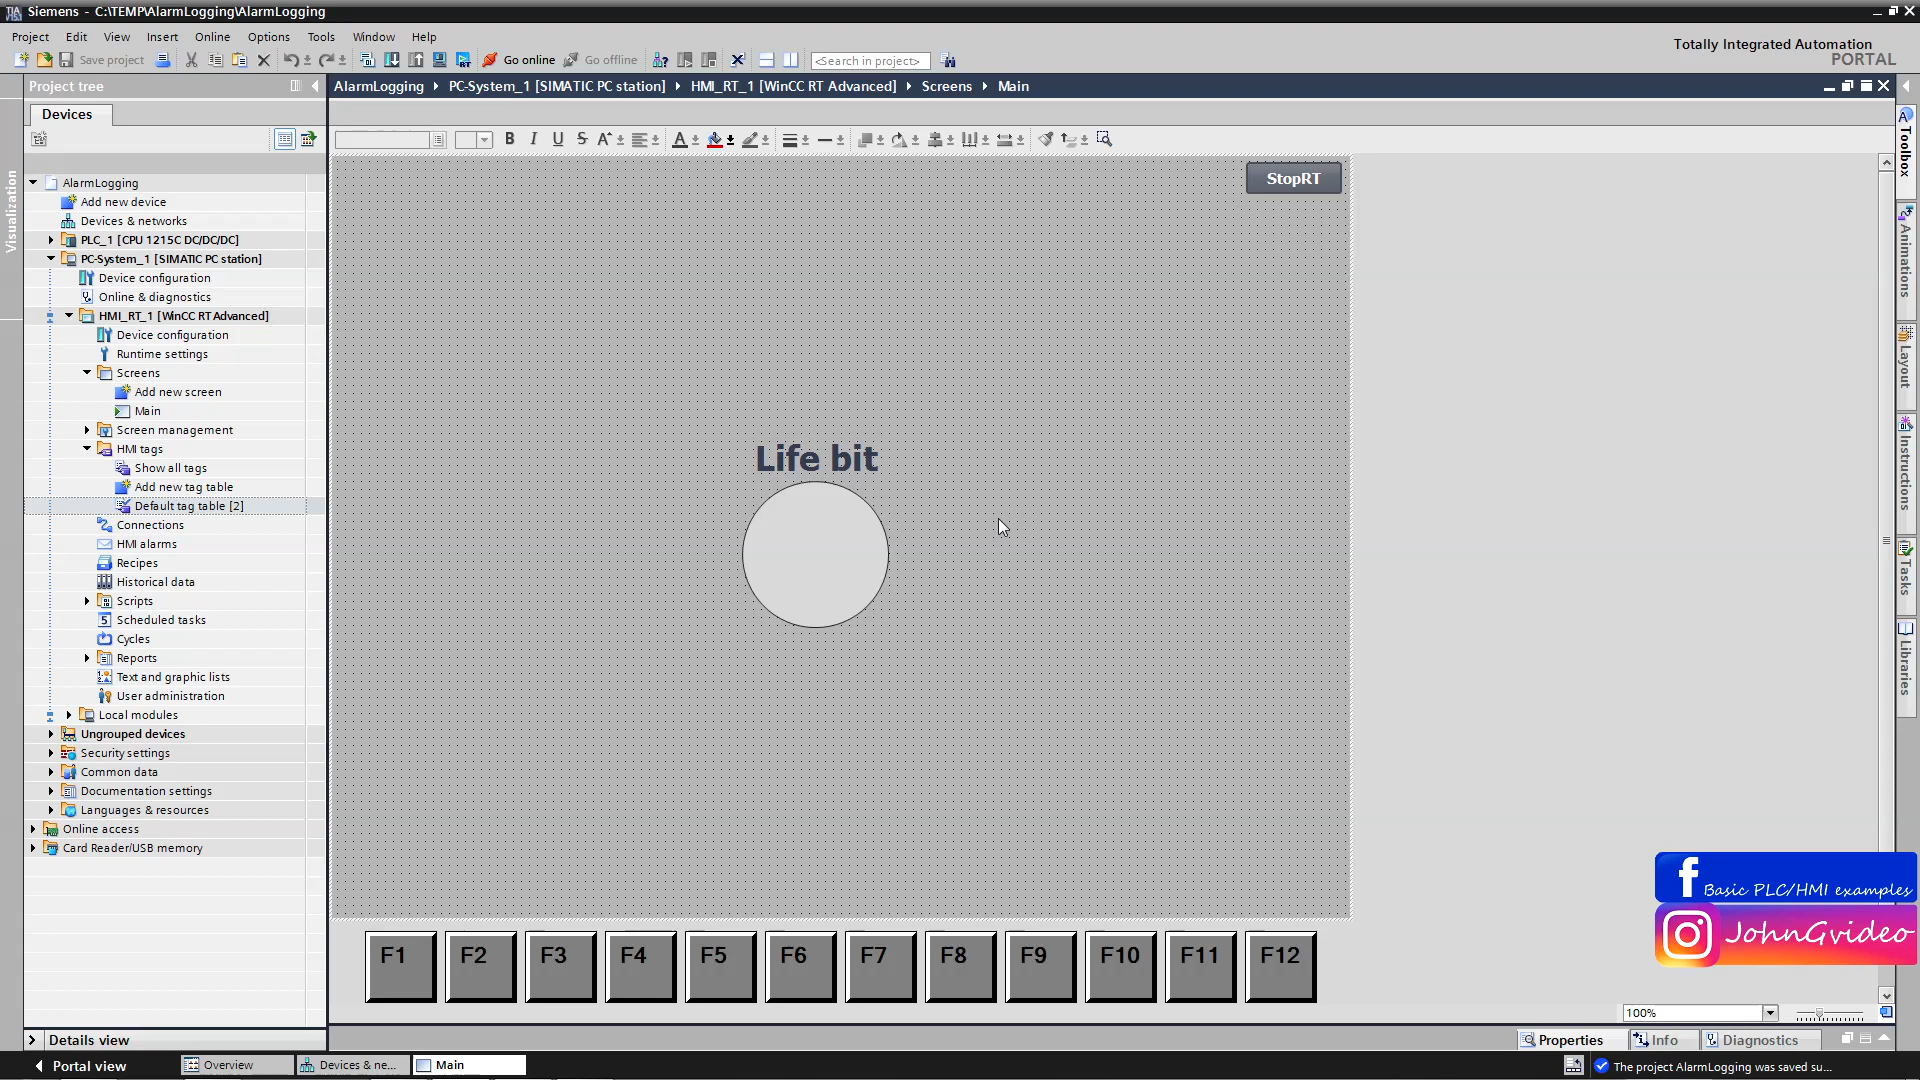 Siemens - C:\TEMP\AlarmLogging\AlarmLogging
Project Edit View Insert Online Options Tools Window Help
Totally Integrated Automation
PORTAL
Save project
Go online
Go offline
<Search in project>
Project tree
AlarmLogging
PC-System_1 [SIMATIC PC station]
HMI_RT_1 [WinCC RT Advanced]
Screens
Main
Devices
B I U S A
Visualization
AlarmLogging
Add new device
Devices & networks
PLC_1 [CPU 1215C DC/DC/DC]
PC-System_1 [SIMATIC PC station]
Device configuration
Online & diagnostics
HMI_RT_1 [WinCC RT Advanced]
Device configuration
Runtime settings
Screens
Add new screen
Main
Screen management
HMI tags
Show all tags
Add new tag table
Default tag table [2]
Connections
HMI alarms
Recipes
Historical data
Scripts
Scheduled tasks
Cycles
Reports
Text and graphic lists
User administration
Local modules
Ungrouped devices
Security settings
Common data
Documentation settings
Languages & resources
Online access
Card Reader/USB memory
StopRT
Life bit
F1 F2 F3 F4 F5 F6 F7 F8 F9 F10 F11 F12
Toolbox
Animations
Layout
Instructions
Tasks
Libraries
Basic PLC/HMI examples
JohnGvideo
100%
Details view
Properties
Info
Diagnostics
Portal view
Overview
Devices & ne...
Main
The project AlarmLogging was saved su...